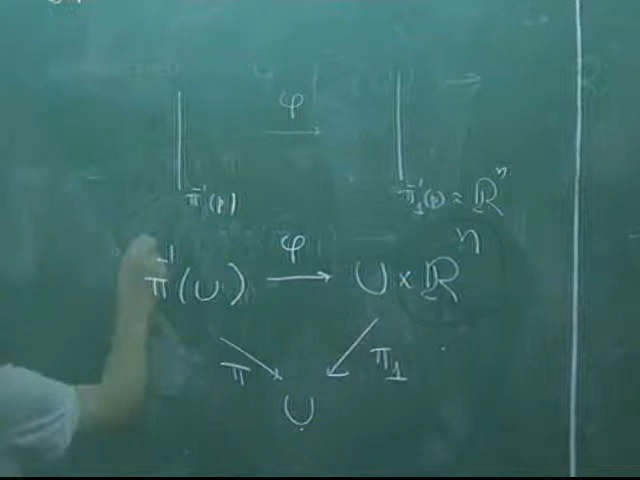 φ
π⁻¹(p) π₁⁻¹(p) ≈ ℝⁿ
φ
π⁻¹(U) → U × ℝⁿ
π π₁
U